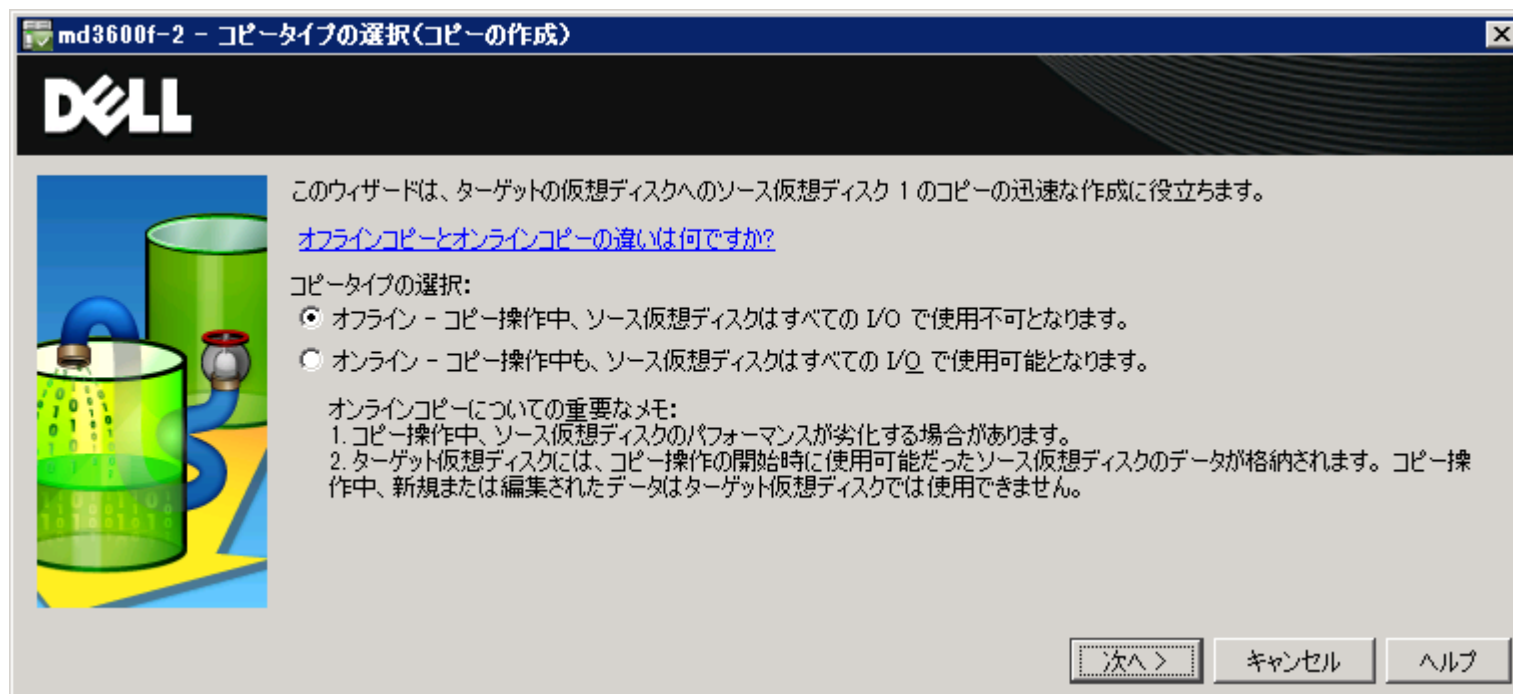 md3600f-2 - コピータイプの選択(コピーの作成)
DELL
このウィザードは、ターゲットの仮想ディスクへのソース仮想ディスク 1 のコピーの迅速な作成に役立ちます。
オフラインコピーとオンラインコピーの違いは何ですか?
コピータイプの選択:
オフライン - コピー操作中、ソース仮想ディスクはすべての I/O で使用不可となります。
オンライン - コピー操作中も、ソース仮想ディスクはすべての I/O で使用可能となります。
オンラインコピーについての重要なメモ:
1. コピー操作中、ソース仮想ディスクのパフォーマンスが劣化する場合があります。
2. ターゲット仮想ディスクには、コピー操作の開始時に使用可能だったソース仮想ディスクのデータが格納されます。コピー操
作中、新規または編集されたデータはターゲット仮想ディスクでは使用できません。
次へ >
キャンセル
ヘルプ